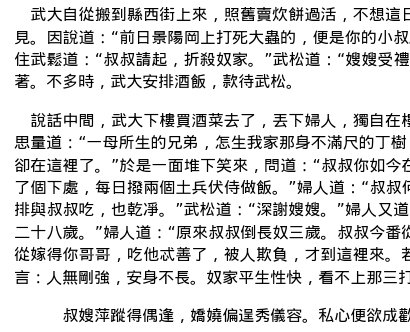 武大自從搬到縣西街上來，照舊賣炊餅過活，不想這日
見。因說道：“前日景陽岡上打死大蟲的，便是你的小叔
住武鬆道：“叔叔請起，折殺奴家。”武松道：“嫂嫂受禮
著。不多時，武大安排酒飯，款待武松。
說話中間，武大下樓買酒菜去了，丟下婦人，獨自在樓
思量道：“一母所生的兄弟，怎生我家那身不滿尺的丁樹
卻在這裡了。”於是一面堆下笑來，問道：“叔叔你如今在
了個下處，每日撥兩個土兵伏侍做飯。”婦人道：“叔叔何
排與叔叔吃，也乾凈。”武松道：“深謝嫂嫂。”婦人又道
二十八歲。”婦人道：“原來叔叔倒長奴三歲。叔叔今番從
從嫁得你哥哥，吃他忒善了，被人欺負，才到這裡來。若
言：人無剛強，安身不長。奴家平生性快，看不上那三打
叔嫂萍蹤得偶逢，嬌嬈偏逞秀儀容。私心便欲成歡